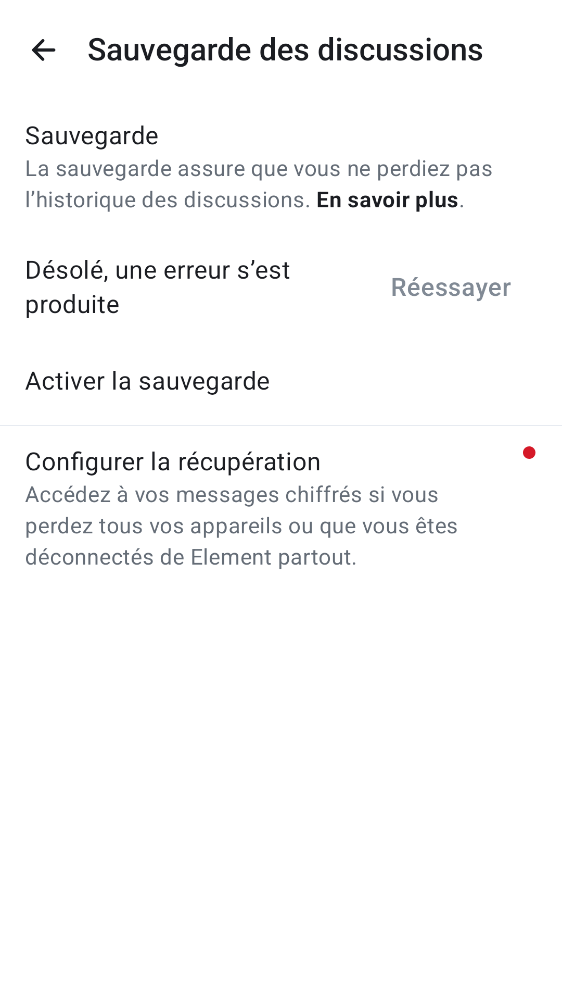 Sauvegarde des discussions
Sauvegarde
La sauvegarde assure que vous ne perdiez pas
l’historique des discussions. En savoir plus.
Désolé, une erreur s’est
produite
Réessayer
Activer la sauvegarde
Configurer la récupération
Accédez à vos messages chiffrés si vous
perdez tous vos appareils ou que vous êtes
déconnectés de Element partout.